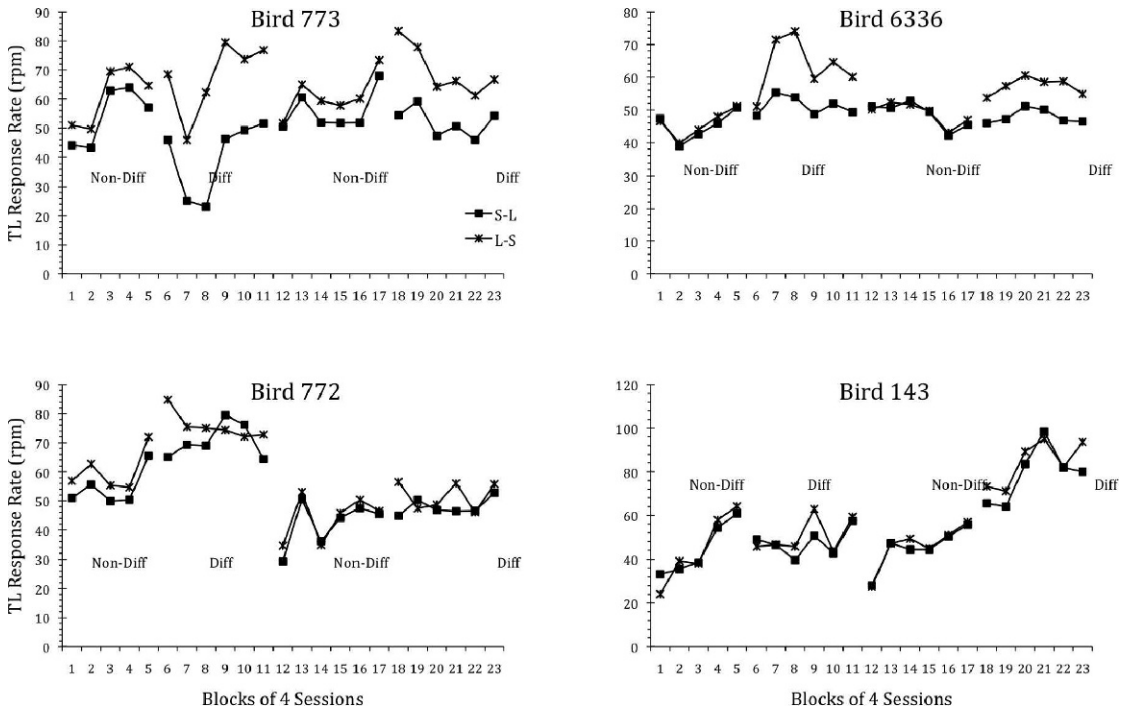 Bird 773
TL Response Rate (rpm)
90
80
70
60
50
40
30
20
10
0
Non-Diff
Diff
Non-Diff
Diff
S-L
L-S
1 2 3 4 5 6 7 8 9 10 11 12 13 14 15 16 17 18 19 20 21 22 23
Bird 6336
80
70
60
50
40
30
20
10
0
Non-Diff
Diff
Non-Diff
Diff
1 2 3 4 5 6 7 8 9 10 11 12 13 14 15 16 17 18 19 20 21 22 23
Bird 772
TL Response Rate (rpm)
90
80
70
60
50
40
30
20
10
0
Non-Diff
Diff
Non-Diff
Diff
1 2 3 4 5 6 7 8 9 10 11 12 13 14 15 16 17 18 19 20 21 22 23
Blocks of 4 Sessions
Bird 143
120
100
80
60
40
20
0
Non-Diff
Diff
Non-Diff
Diff
1 2 3 4 5 6 7 8 9 10 11 12 13 14 15 16 17 18 19 20 21 22 23
Blocks of 4 Sessions